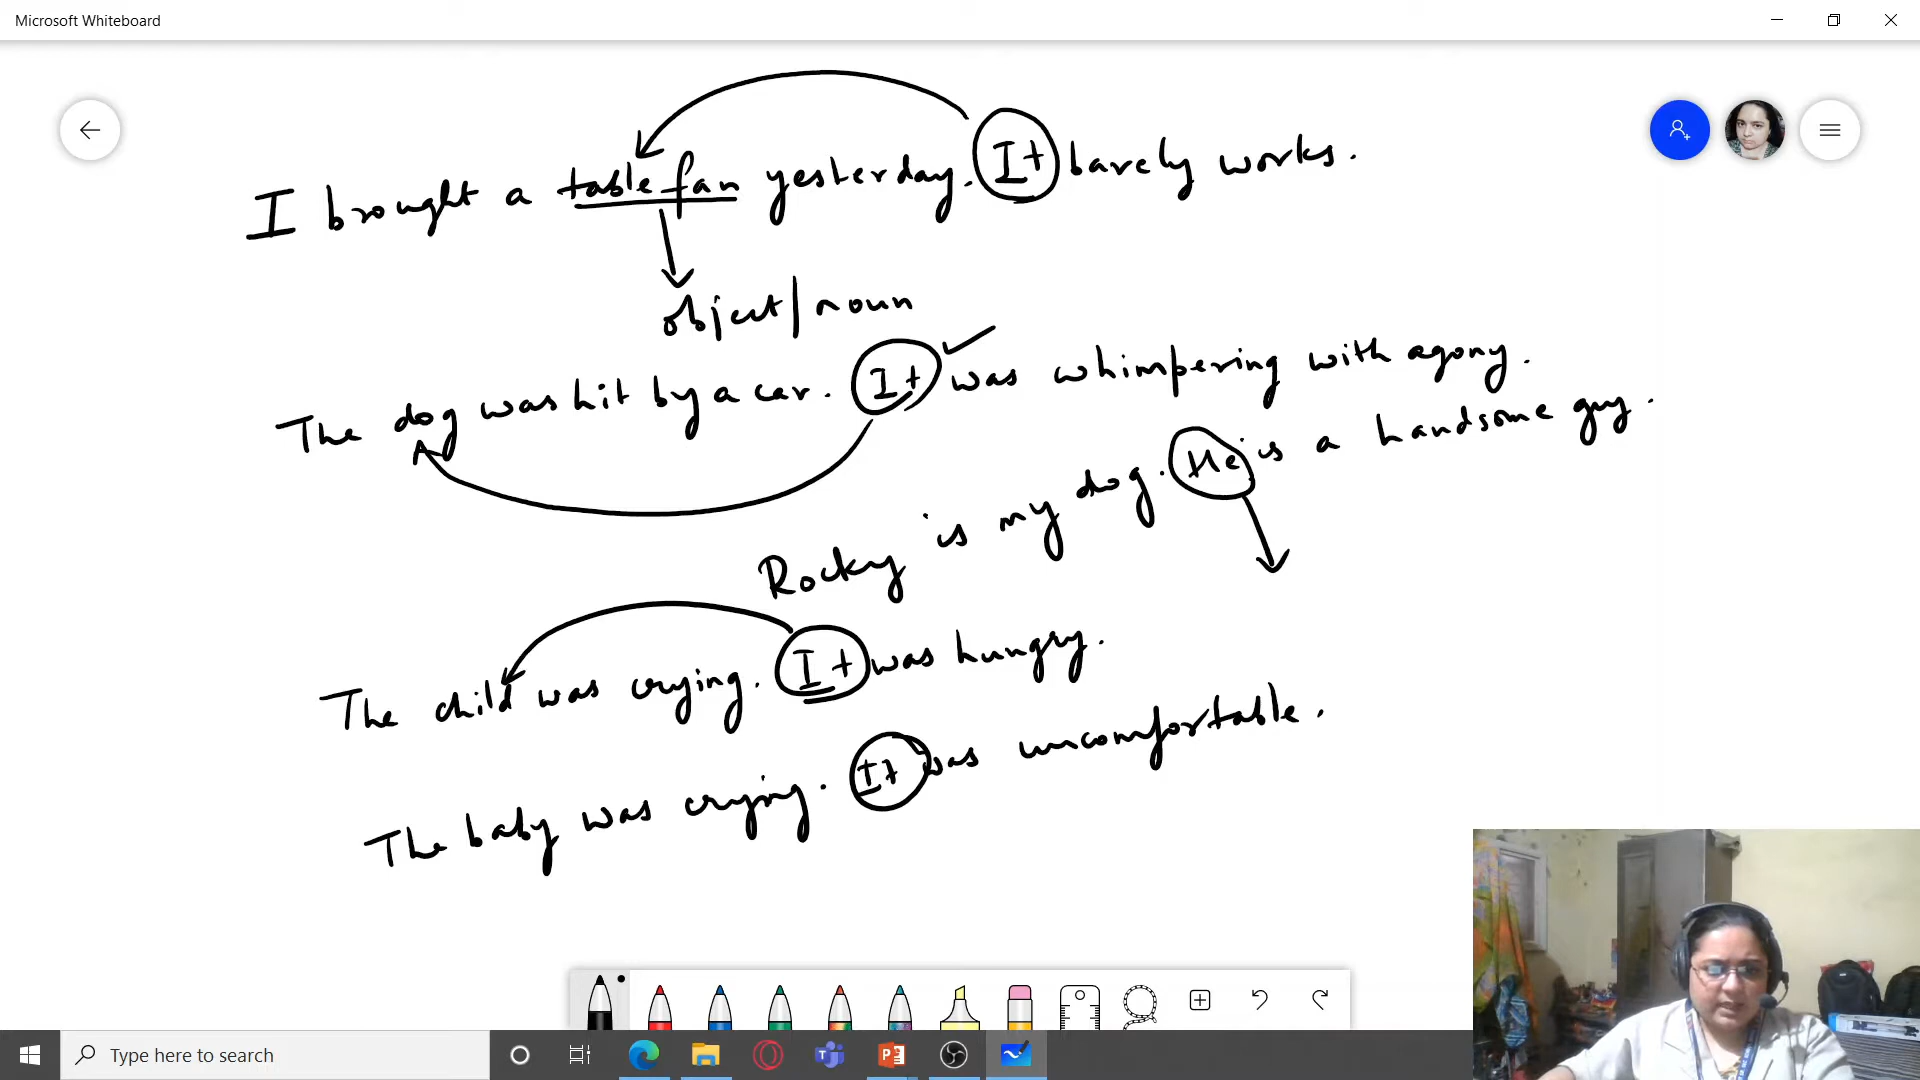 Microsoft Whiteboard
I brought a table fan yesterday. It barely works.
object/noun
The dog was hit by a car. It was whimpering with agony.
Rocky is my dog. He is a handsome guy.
The child was crying. It was hungry.
The baby was crying. It was uncomfortable.
Type here to search